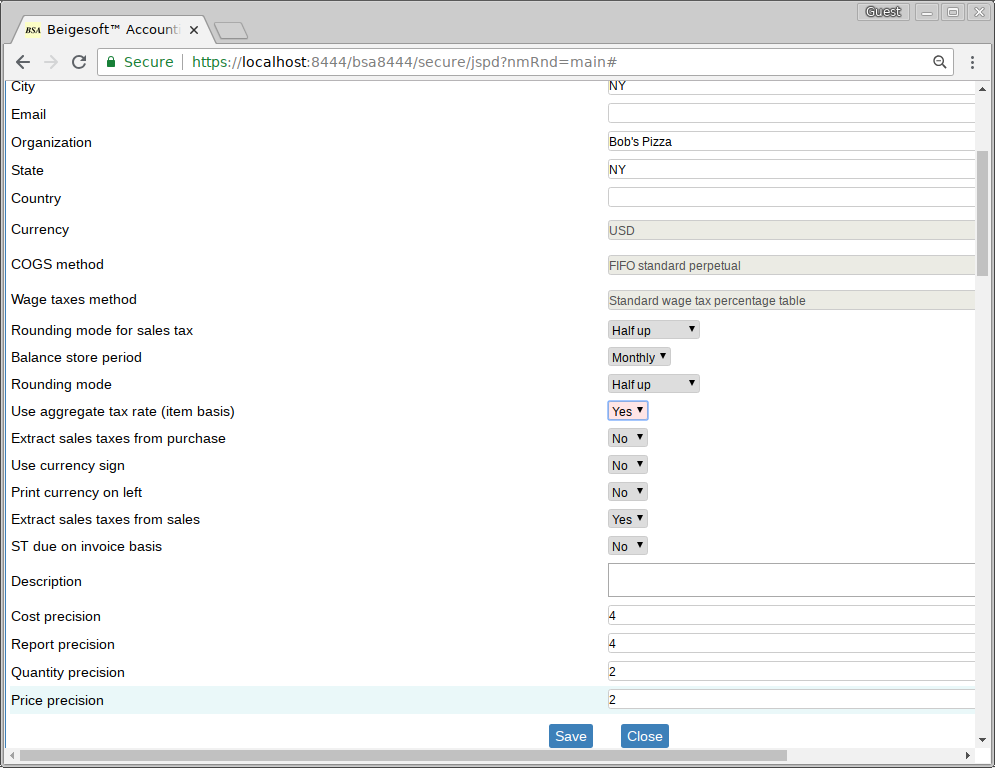 Guest
BSA Beigesoft™ Account
Secure https://localhost:8444/bsa8444/secure/jspd?nmRnd=main#
City NY
Email
Organization Bob's Pizza
State NY
Country
Currency USD
COGS method FIFO standard perpetual
Wage taxes method Standard wage tax percentage table
Rounding mode for sales tax Half up
Balance store period Monthly
Rounding mode Half up
Use aggregate tax rate (item basis) Yes
Extract sales taxes from purchase No
Use currency sign No
Print currency on left No
Extract sales taxes from sales Yes
ST due on invoice basis No
Description
Cost precision 4
Report precision 4
Quantity precision 2
Price precision 2
Save Close